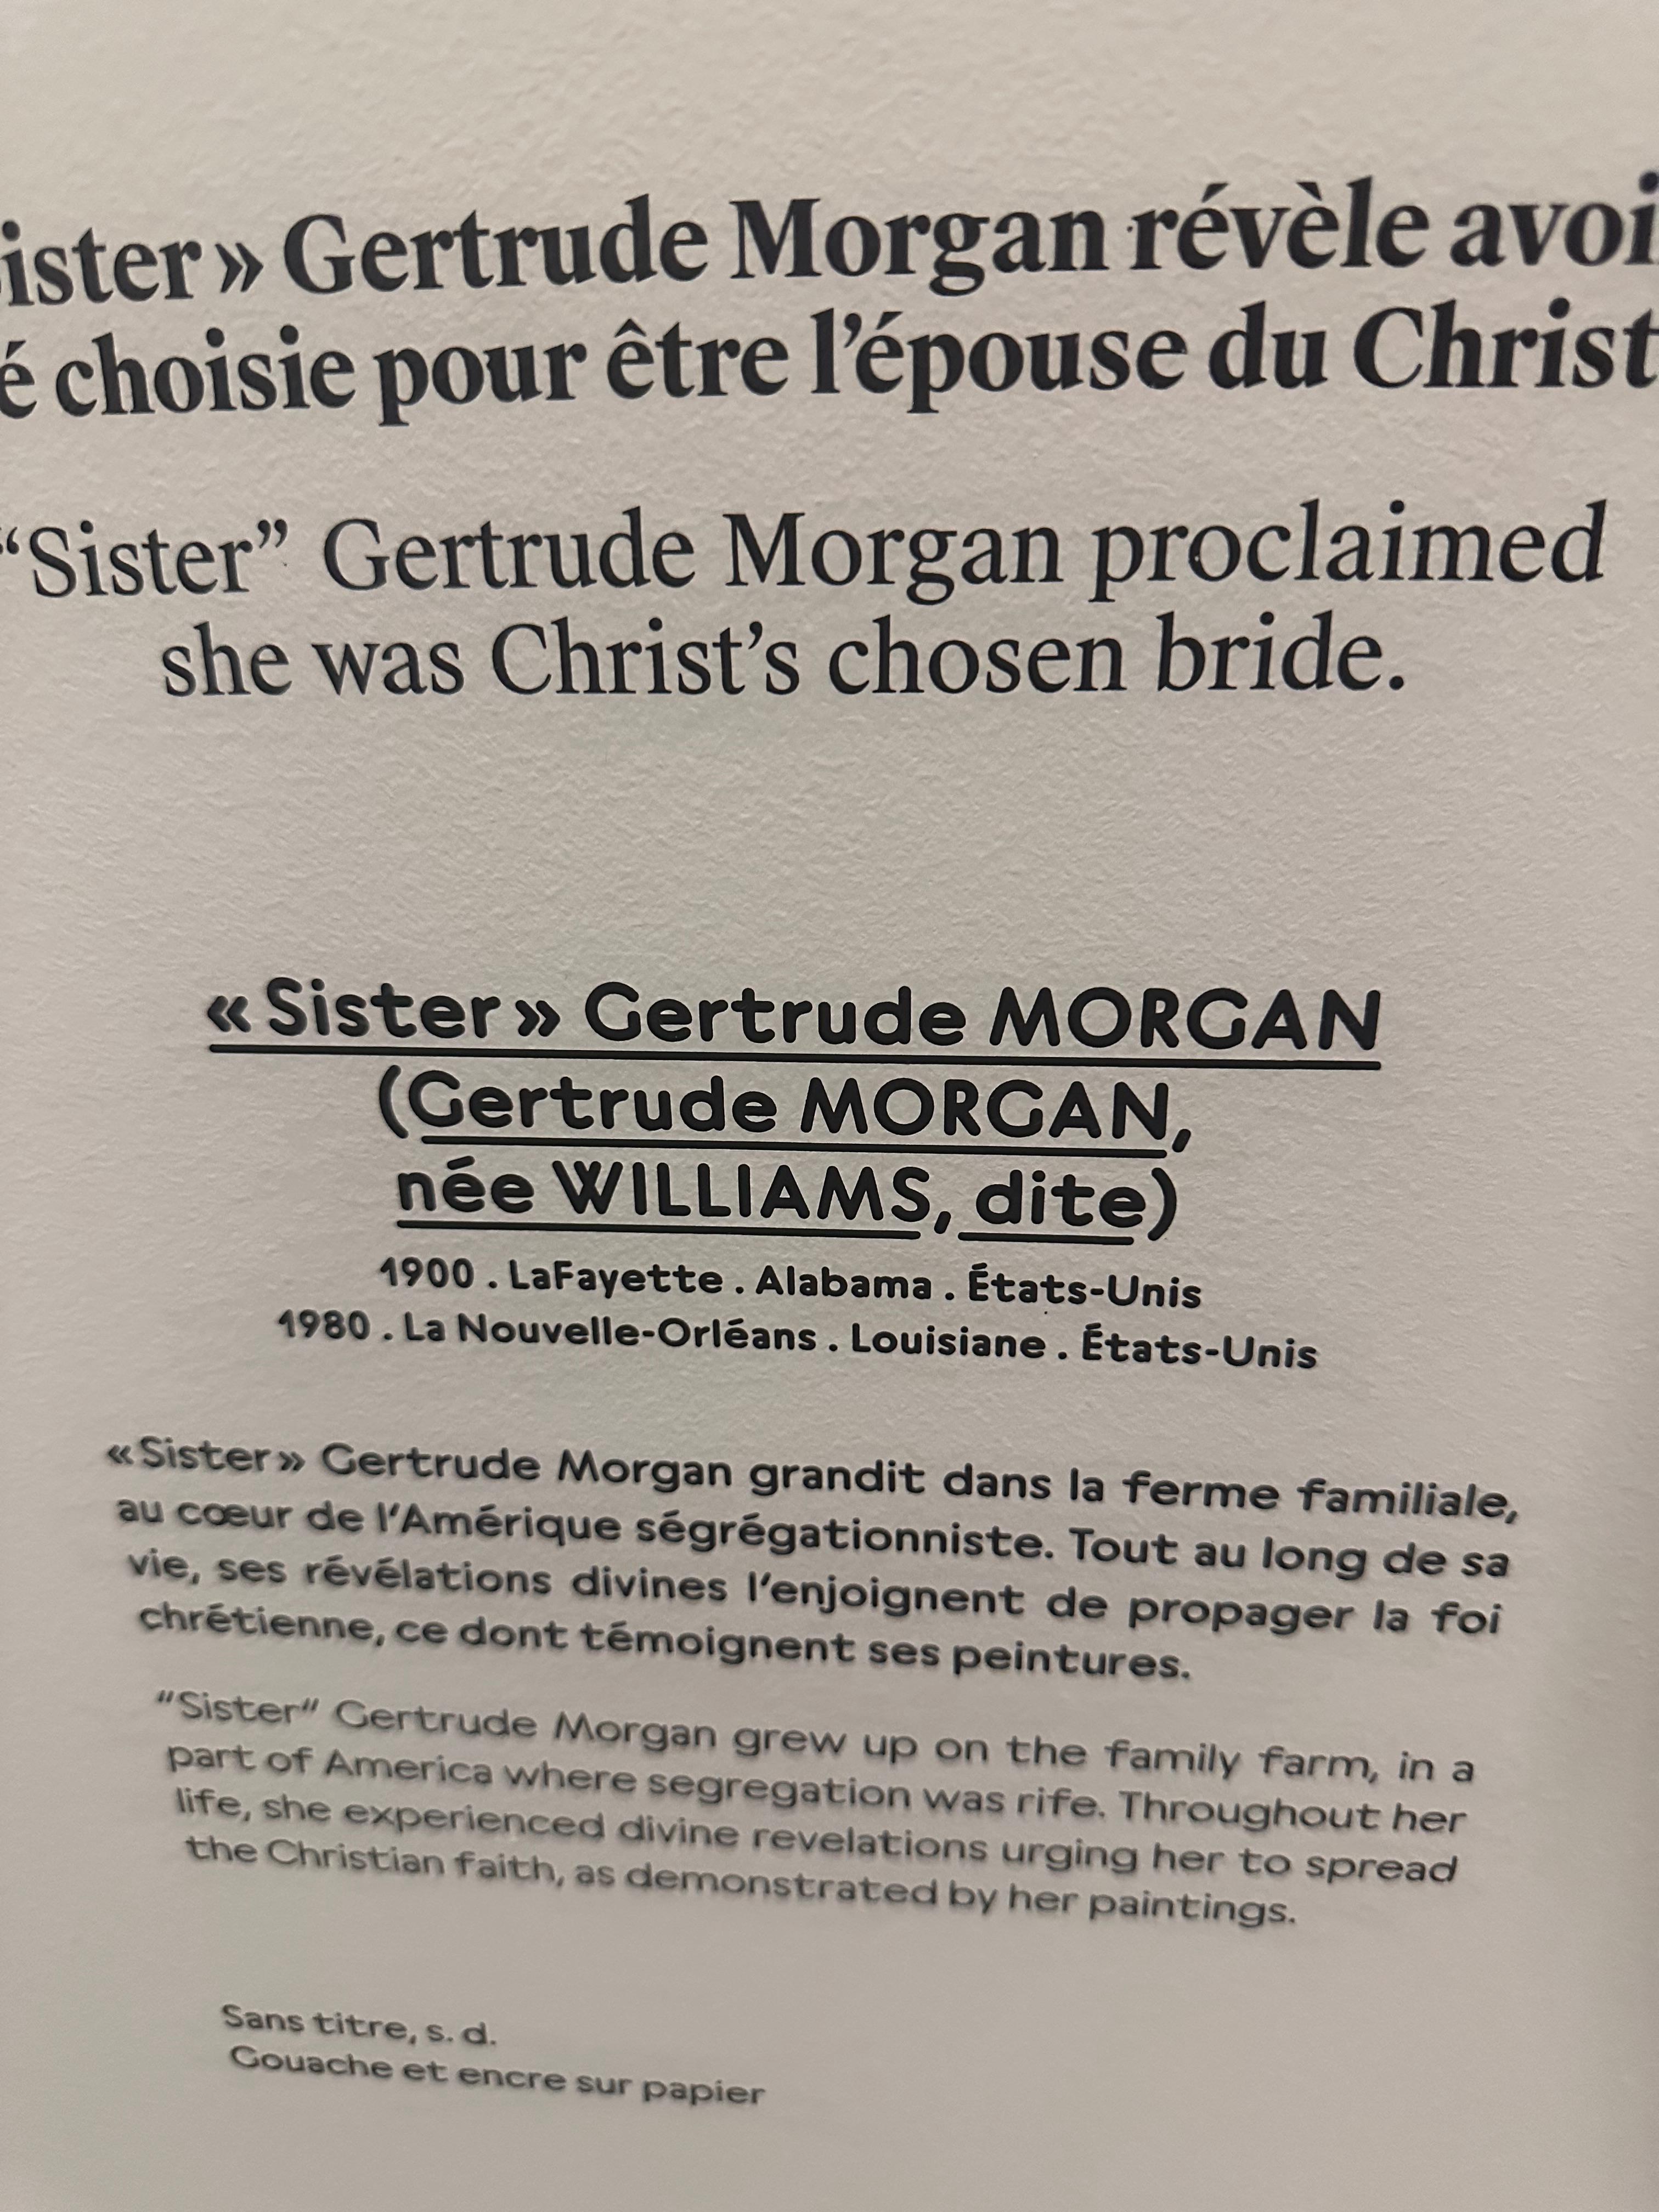 ister » Gertrude Morgan révèle avoi
é choisie pour être l’épouse du Christ
“Sister” Gertrude Morgan proclaimed
she was Christ’s chosen bride.
« Sister » Gertrude MORGAN
(Gertrude MORGAN,
née WILLIAMS, dite)
1900 . LaFayette . Alabama . États-Unis
1980 . La Nouvelle-Orléans . Louisiane . États-Unis
« Sister » Gertrude Morgan grandit dans la ferme familiale,
au cœur de l’Amérique ségrégationniste. Tout au long de sa
vie, ses révélations divines l’enjoignent de propager la foi
chrétienne, ce dont témoignent ses peintures.
“Sister” Gertrude Morgan grew up on the family farm, in a
part of America where segregation was rife. Throughout her
life, she experienced divine revelations urging her to spread
the Christian faith, as demonstrated by her paintings.
Sans titre, s. d.
Gouache et encre sur papier